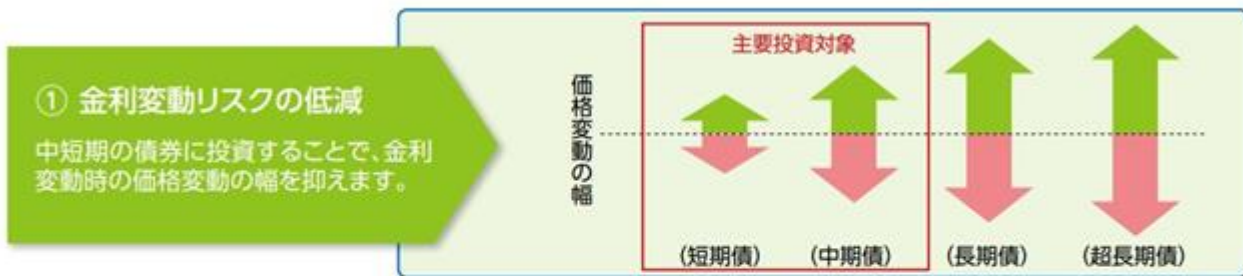 ① 金利変動リスクの低減
中短期の債券に投資することで、金利
変動時の価格変動の幅を抑えます。
主要投資対象
価格変動の幅
(短期債)
(中期債)
(長期債)
(超長期債)